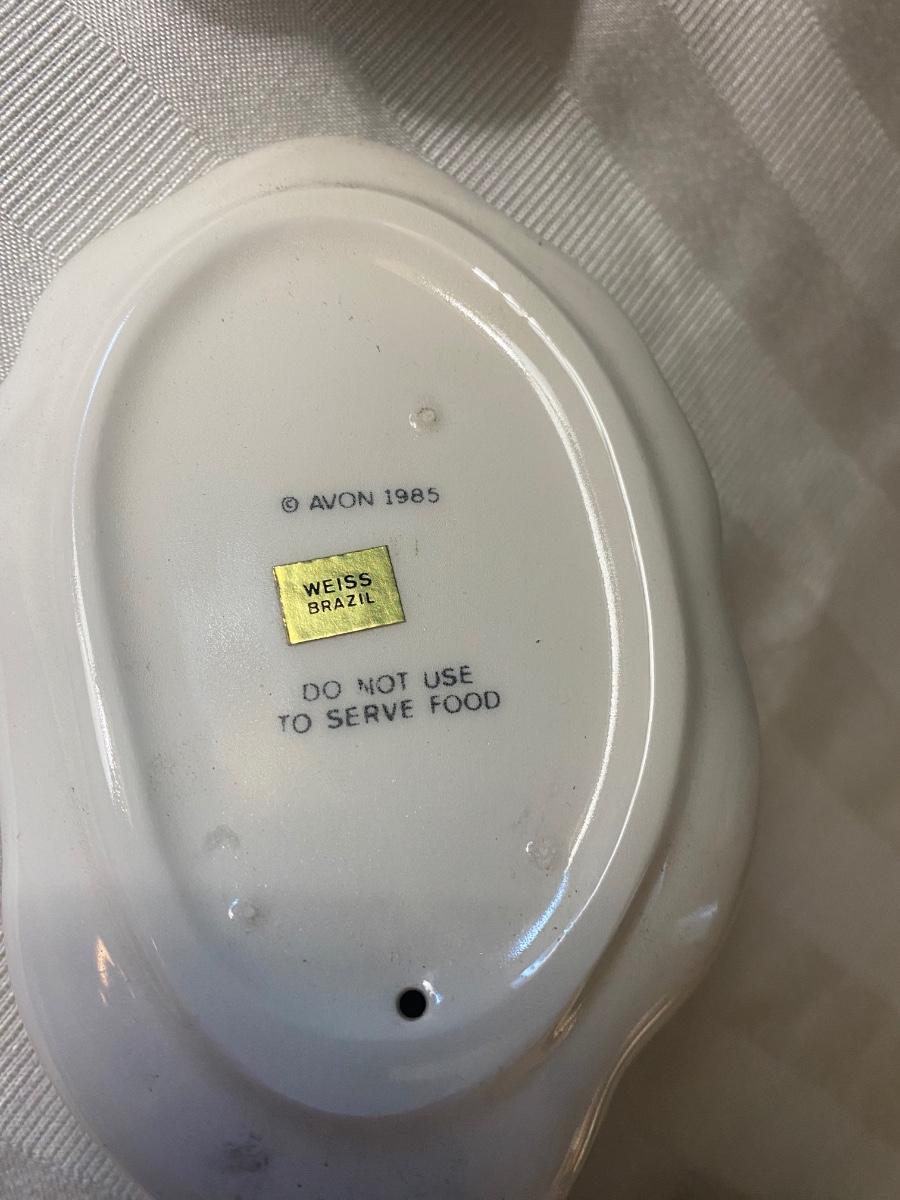 © AVON 1985
WEISS
BRAZIL
DO NOT USE
TO SERVE FOOD